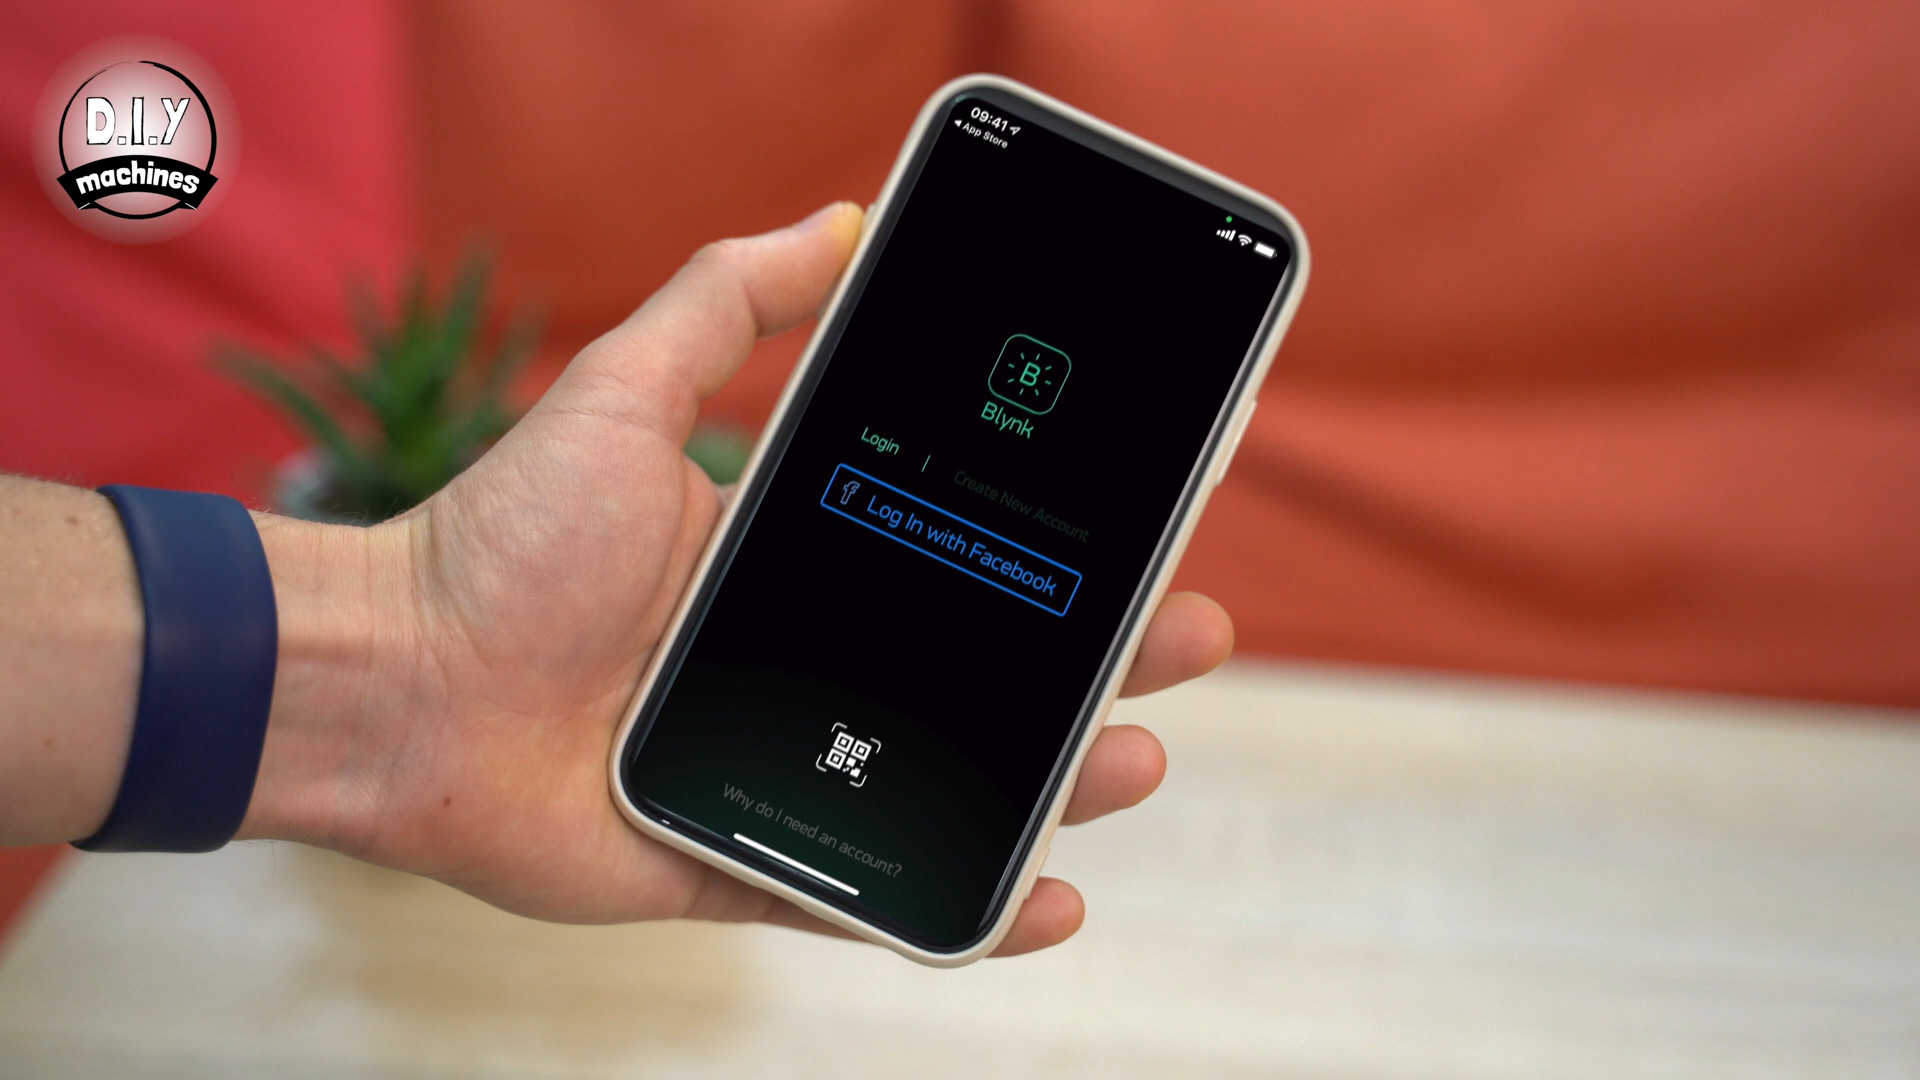 D.I.Y
machines
09:41
App Store
B
Blynk
Login | Create New Account
f Log In with Facebook
Why do I need an account?